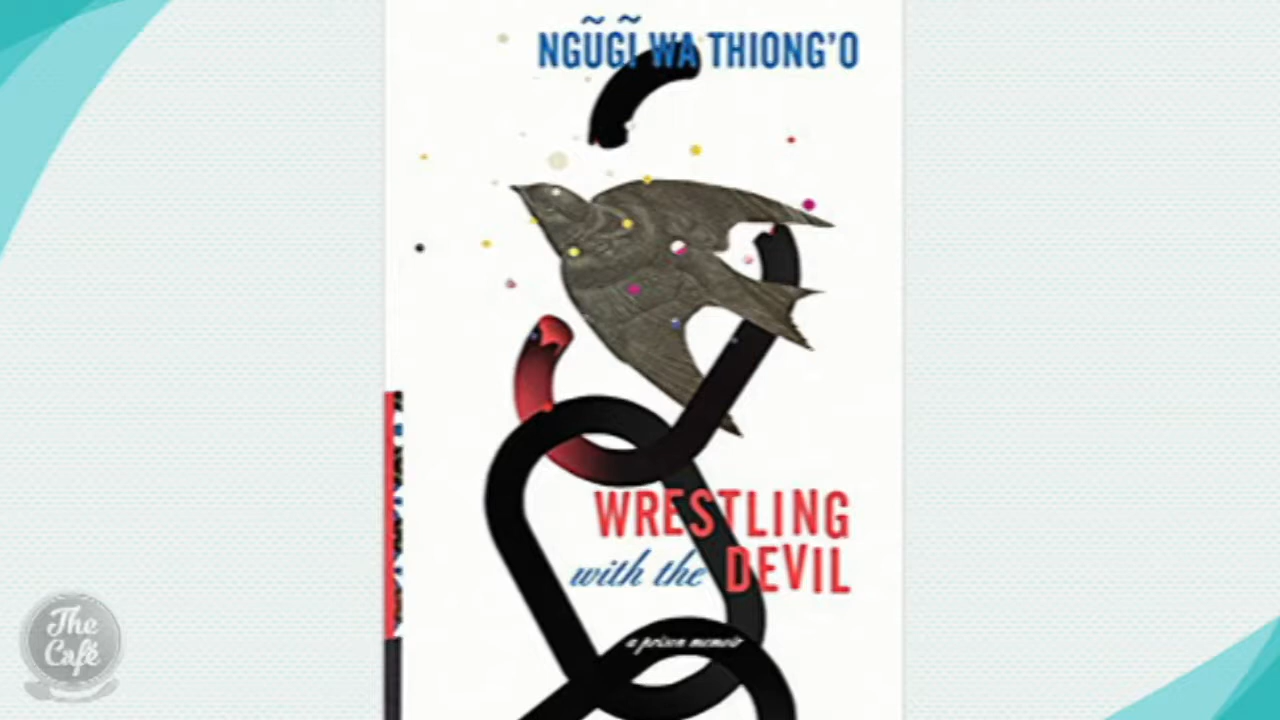 NGŨGĨ WA THIONG'O
WRESTLING
with the DEVIL
a prison memoir
The
Café